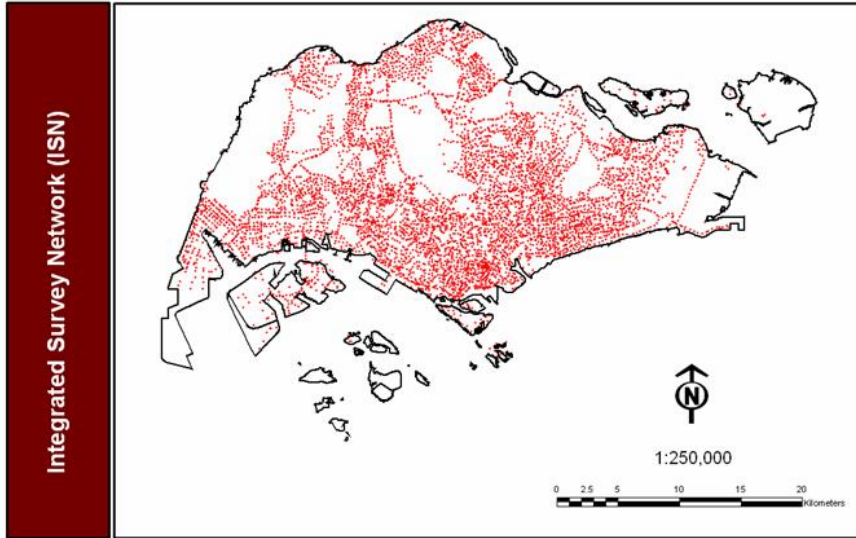 Integrated Survey Network (ISN)
N
1:250,000
0 2.5 5 10 15 20
Kilometers